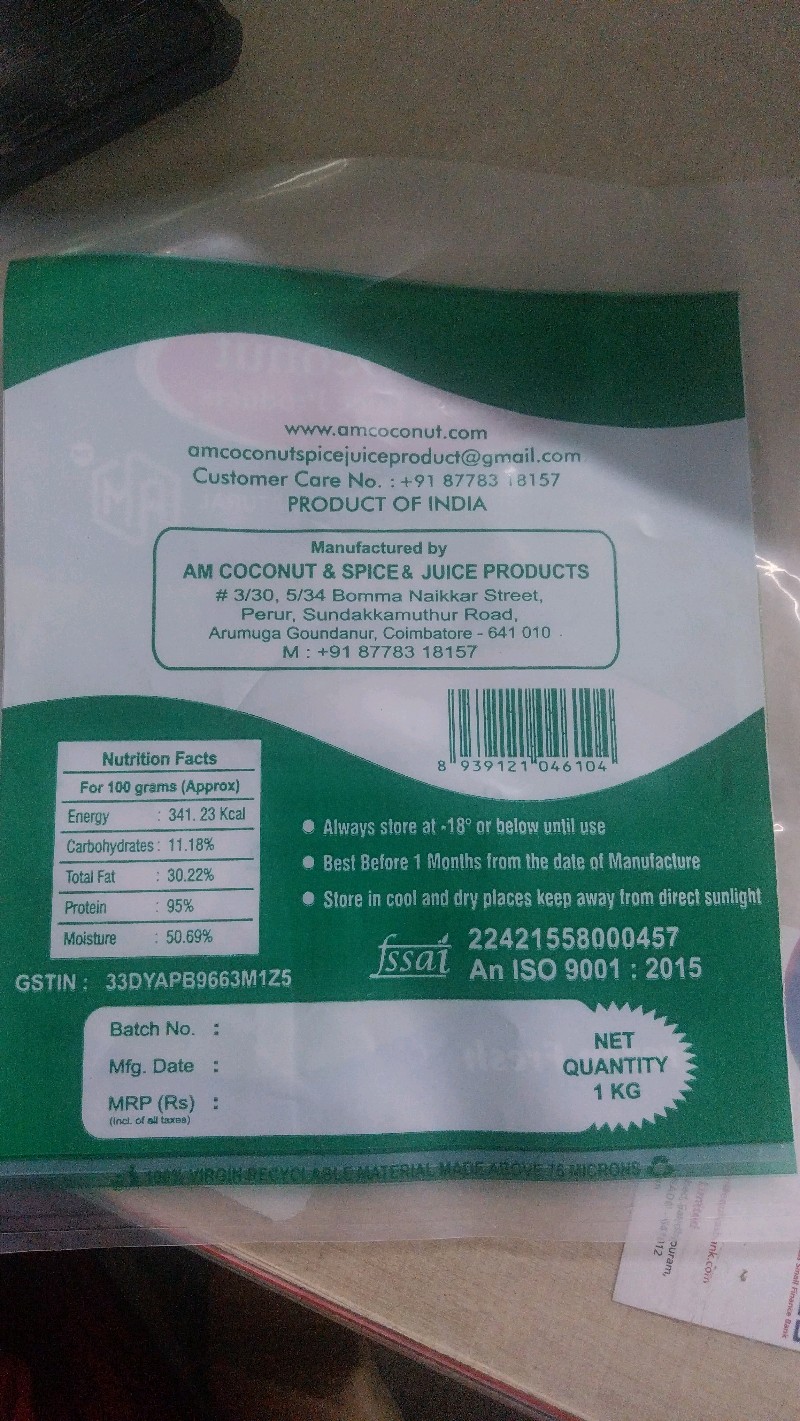 www.amcoconut.com
amcoconutspicejuiceproduct@gmail.com
Customer Care No. : +91 87783 18157
PRODUCT OF INDIA
Manufactured by
AM COCONUT & SPICE & JUICE PRODUCTS
# 3/30, 5/34 Bomma Naikkar Street,
Perur, Sundakkamuthur Road,
Arumuga Goundanur, Coimbatore - 641 010 .
M : +91 87783 18157
8 939121 046104
Nutrition Facts
For 100 grams (Approx)
Energy : 341. 23 Kcal
Carbohydrates : 11.18%
Total Fat : 30.22%
Protein : 95%
Moisture : 50.69%
● Always store at -18° or below until use
● Best Before 1 Months from the date of Manufacture
● Store in cool and dry places keep away from direct sunlight
fssai 22421558000457
An ISO 9001 : 2015
GSTIN : 33DYAPB9663M1Z5
Batch No. :
Mfg. Date :
MRP (Rs) :
(Incl. of all taxes)
NET
QUANTITY
1 KG
100% VIRGIN RECYCLABLE MATERIAL MADE ABOVE 75 MICRONS
Limited
ink.com
Small Finance Bank